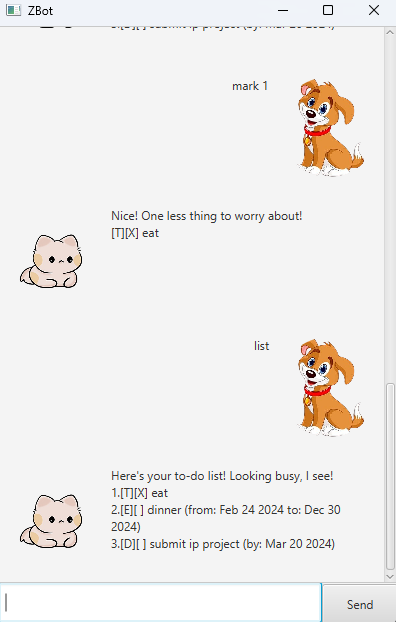 ZBot
3.[D][ ] submit ip project (by: Mar 20 2024)
mark 1
Nice! One less thing to worry about!
[T][X] eat
list
Here's your to-do list! Looking busy, I see!
1.[T][X] eat
2.[E][ ] dinner (from: Feb 24 2024 to: Dec 30
2024)
3.[D][ ] submit ip project (by: Mar 20 2024)
Send